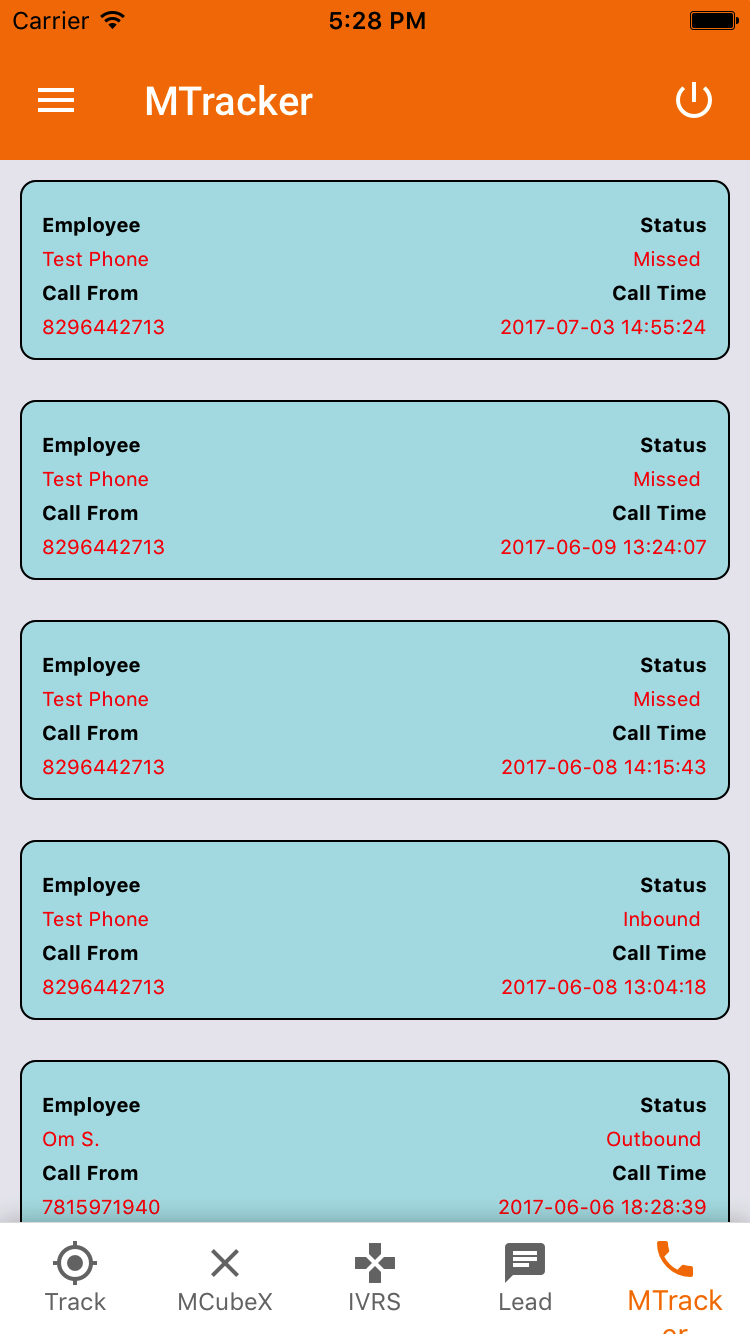 Carrier 5:28 PM
MTracker
Employee Status
Test Phone Missed
Call From Call Time
8296442713 2017-07-03 14:55:24
Employee Status
Test Phone Missed
Call From Call Time
8296442713 2017-06-09 13:24:07
Employee Status
Test Phone Missed
Call From Call Time
8296442713 2017-06-08 14:15:43
Employee Status
Test Phone Inbound
Call From Call Time
8296442713 2017-06-08 13:04:18
Employee Status
Om S. Outbound
Call From Call Time
7815971940 2017-06-06 18:28:39
Track MCubeX IVRS Lead MTrack
er